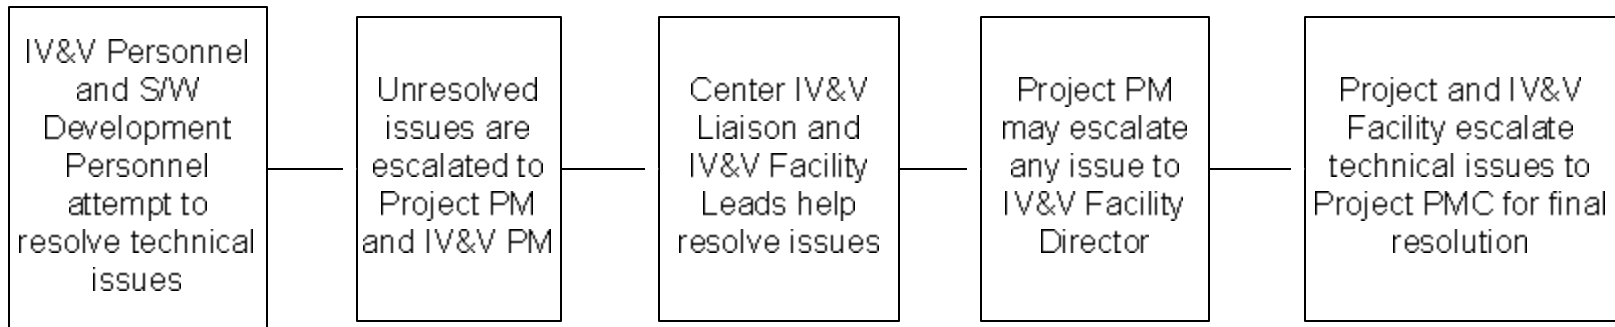 IV&V Personnel
and S/W
Development
Personnel
attempt to
resolve technical
issues
Unresolved
issues are
escalated to
Project PM
and IV&V PM
Center IV&V
Liaison and
IV&V Facility
Leads help
resolve issues
Project PM
may escalate
any issue to
IV&V Facility
Director
Project and IV&V
Facility escalate
technical issues to
Project PMC for final
resolution